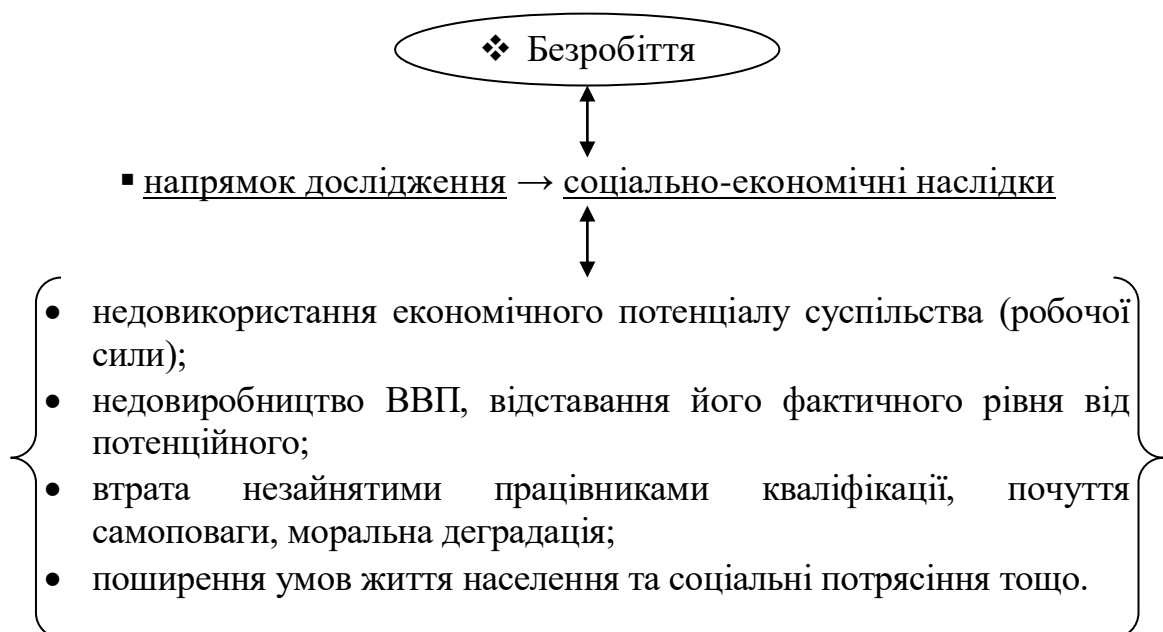 ❖ Безробіття
▪ напрямок дослідження → соціально-економічні наслідки
• недовикористання економічного потенціалу суспільства (робочої
сили);
• недовиробництво ВВП, відставання його фактичного рівня від
потенційного;
• втрата незайнятими працівниками кваліфікації, почуття
самоповаги, моральна деградація;
• поширення умов життя населення та соціальні потрясіння тощо.